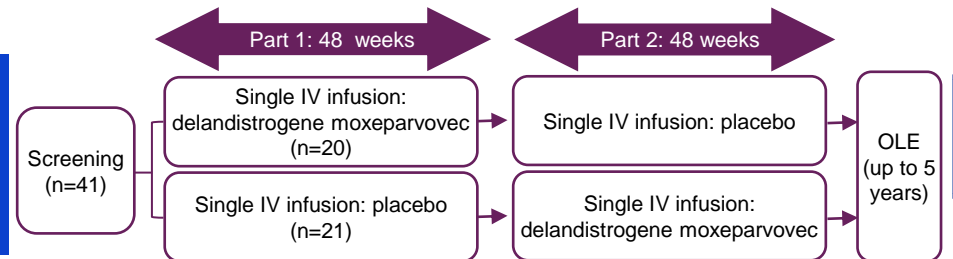 Part 1: 48 weeks
Part 2: 48 weeks
Screening
(n=41)
Single IV infusion:
delandistrogene moxeparvovec
(n=20)
Single IV infusion: placebo
Single IV infusion: placebo
(n=21)
Single IV infusion:
delandistrogene moxeparvovec
OLE
(up to 5
years)